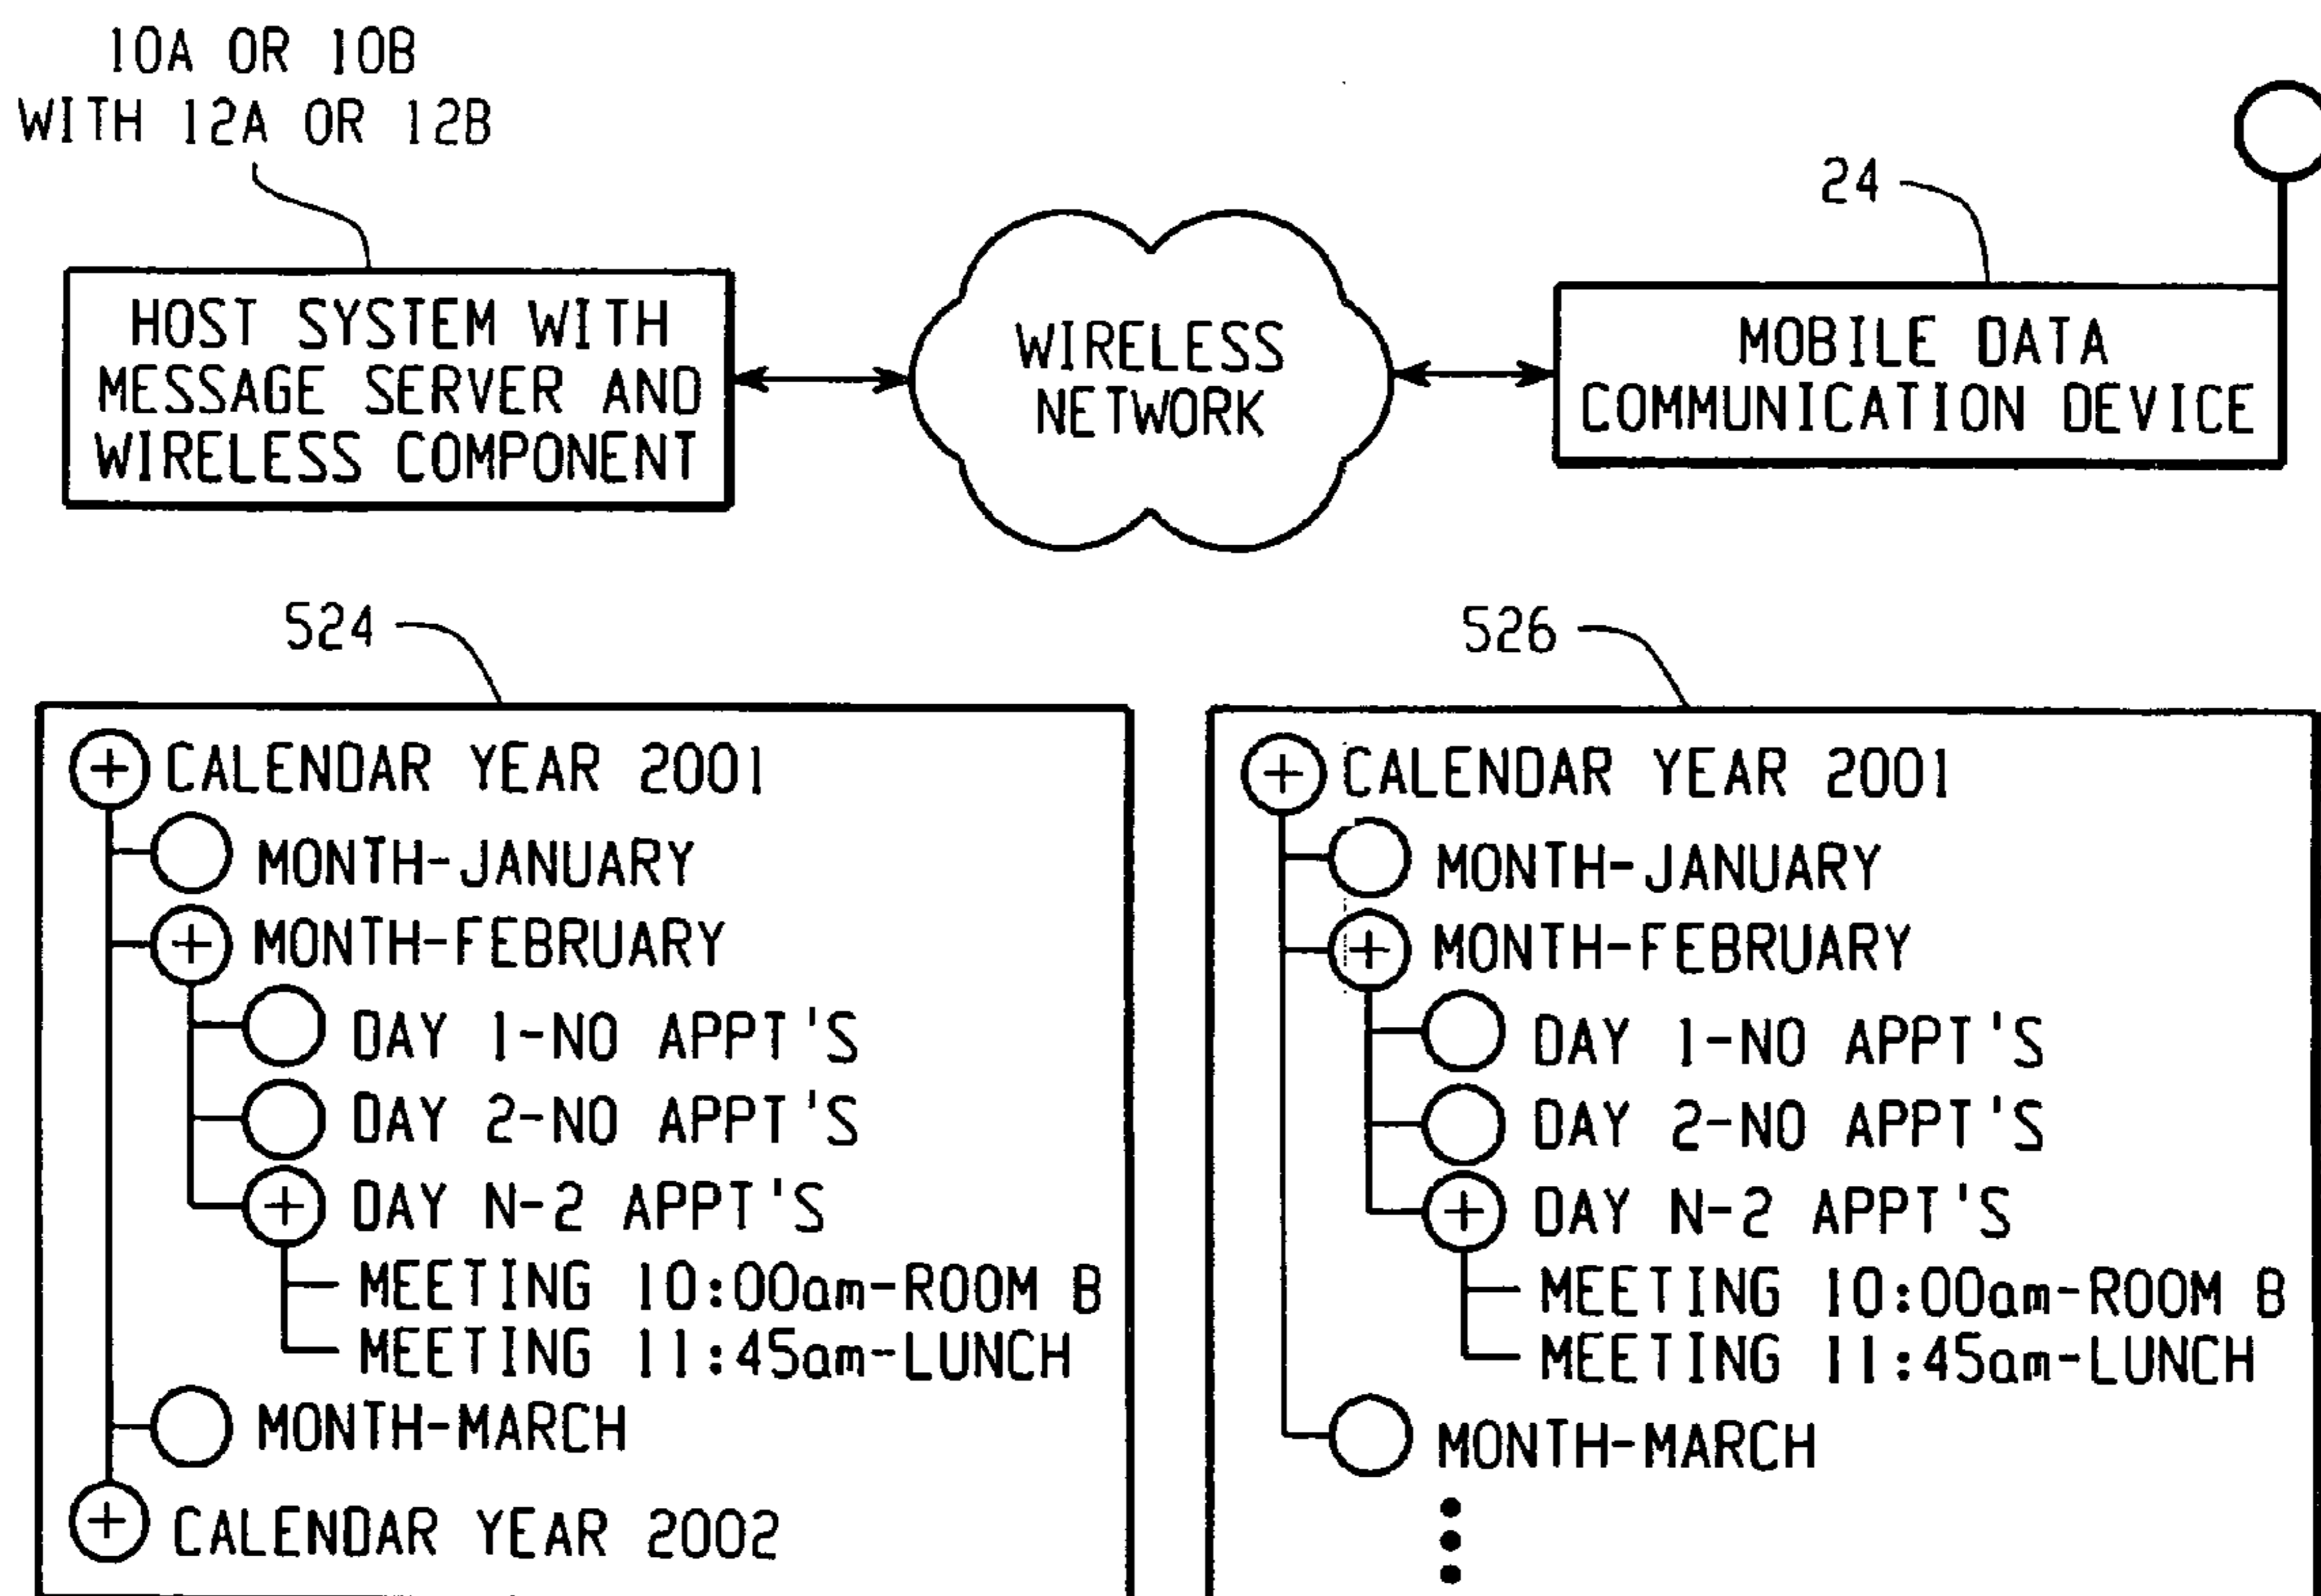 10A OR 10B
WITH 12A OR 12B
24
HOST SYSTEM WITH
MESSAGE SERVER AND
WIRELESS COMPONENT
WIRELESS
NETWORK
MOBILE DATA
COMMUNICATION DEVICE
524
CALENDAR YEAR 2001
MONTH-JANUARY
MONTH-FEBRUARY
DAY 1-NO APPT'S
DAY 2-NO APPT'S
DAY N-2 APPT'S
MEETING 10:00am-ROOM B
MEETING 11:45am-LUNCH
MONTH-MARCH
CALENDAR YEAR 2002
526
CALENDAR YEAR 2001
MONTH-JANUARY
MONTH-FEBRUARY
DAY 1-NO APPT'S
DAY 2-NO APPT'S
DAY N-2 APPT'S
MEETING 10:00am-ROOM B
MEETING 11:45am-LUNCH
MONTH-MARCH